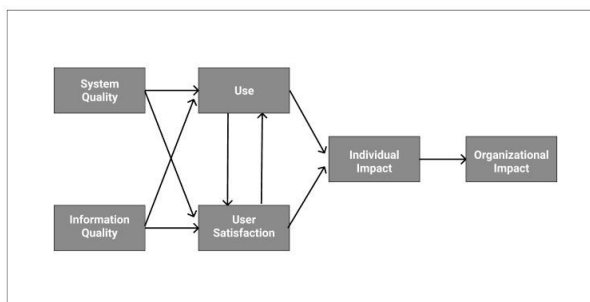 System
Quality
Use
Individual
Impact
Organizational
Impact
Information
Quality
User
Satisfaction